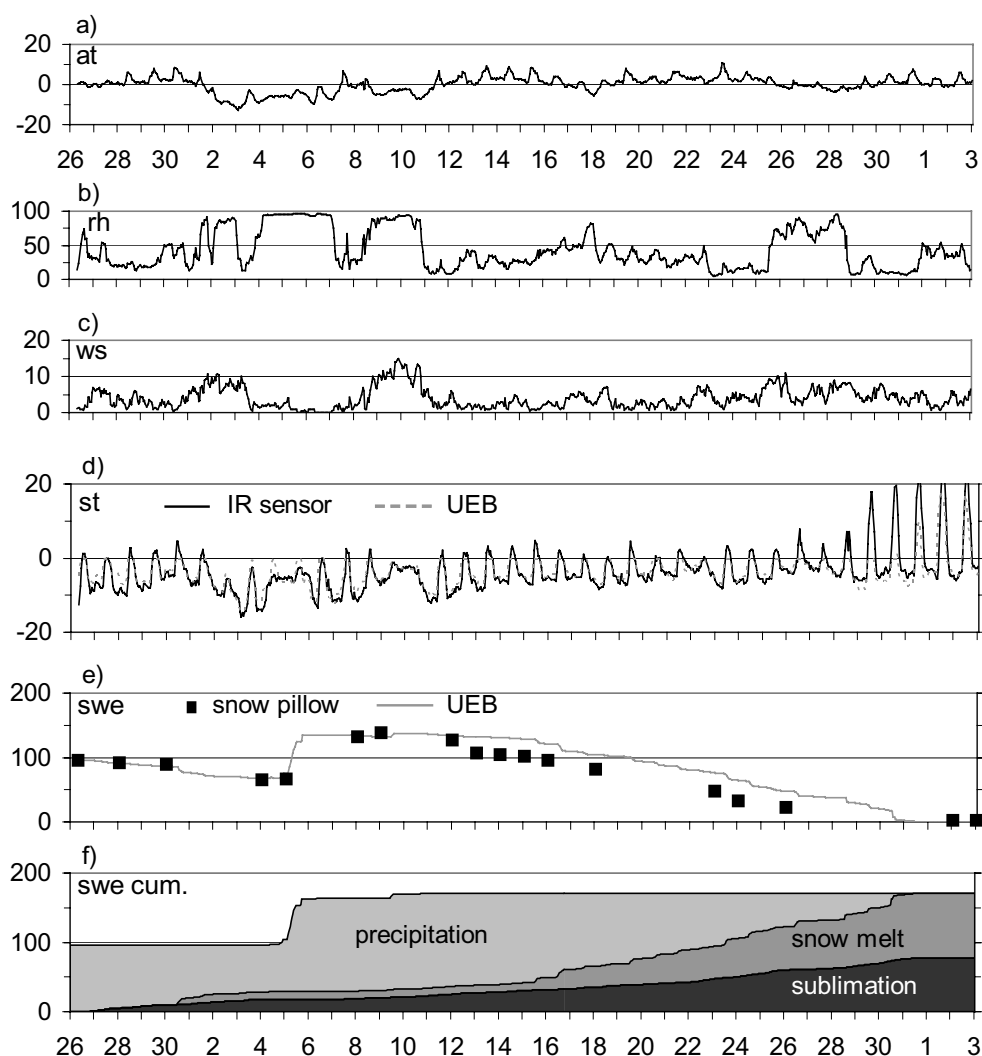 a)
20
at
0
-20
26 28 30 2 4 6 8 10 12 14 16 18 20 22 24 26 28 30 1 3
b)
100
rh
50
0
c)
20
ws
10
0
d)
20
st IR sensor UEB
0
-20
e)
200
swe snow pillow UEB
100
0
f)
200
swe cum.
precipitation
100
snow melt
sublimation
0
26 28 30 2 4 6 8 10 12 14 16 18 20 22 24 26 28 30 1 3